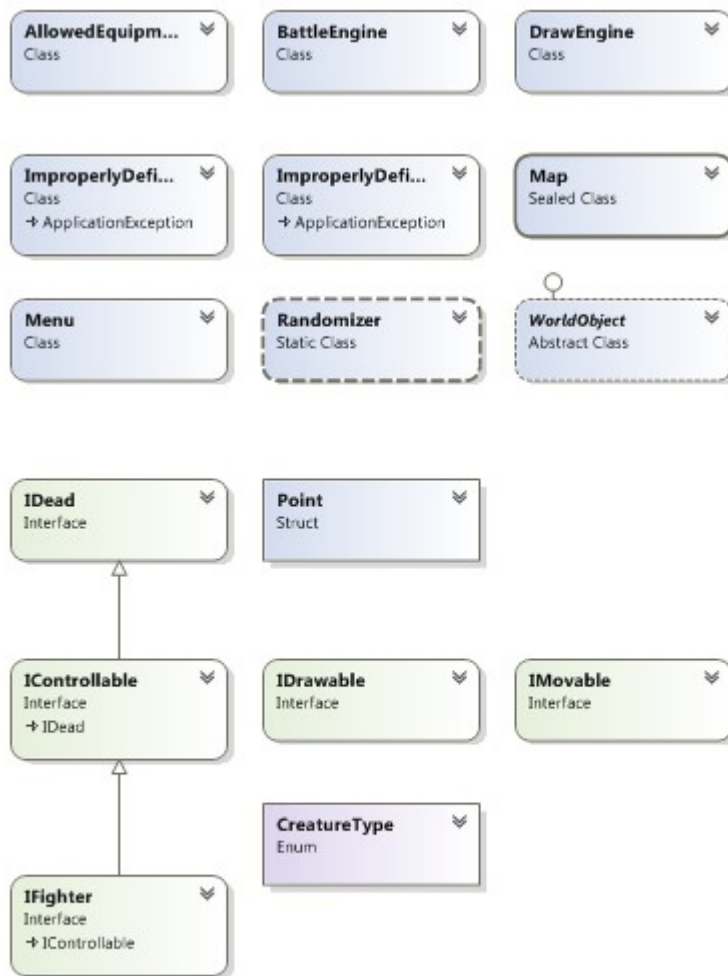 AllowedEquipm...
Class
BattleEngine
Class
DrawEngine
Class
ImproperlyDefi...
Class
ApplicationException
ImproperlyDefi...
Class
ApplicationException
Map
Sealed Class
Menu
Class
Randomizer
Static Class
WorldObject
Abstract Class
IDead
Interface
Point
Struct
IControllable
Interface
IDead
IDrawable
Interface
IMovable
Interface
CreatureType
Enum
IFighter
Interface
IControllable